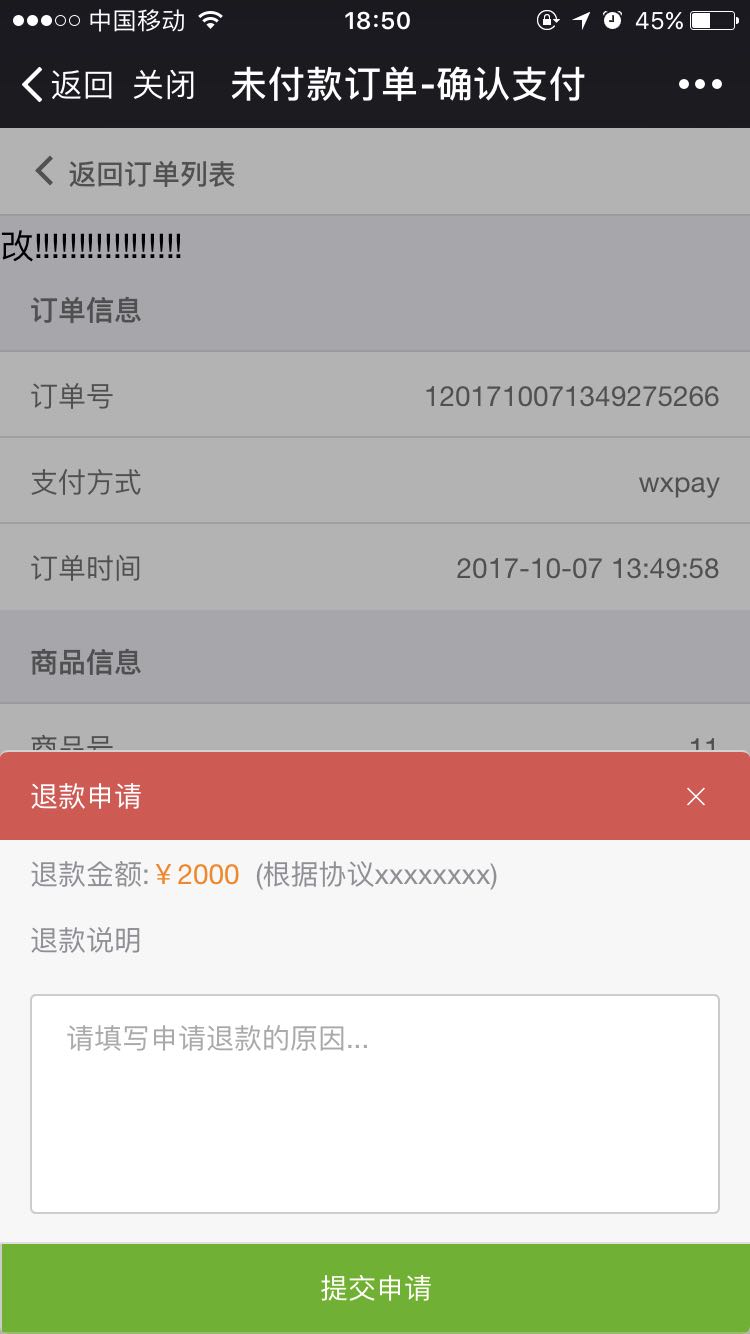 中国移动 18:50 45%
返回 关闭 未付款订单-确认支付
返回订单列表
改!!!!!!!!!!!!!!!!!
订单信息
订单号 1201710071349275266
支付方式 wxpay
订单时间 2017-10-07 13:49:58
商品信息
商品号 11
退款申请
退款金额:¥2000 (根据协议xxxxxxxx)
退款说明
请填写申请退款的原因...
提交申请